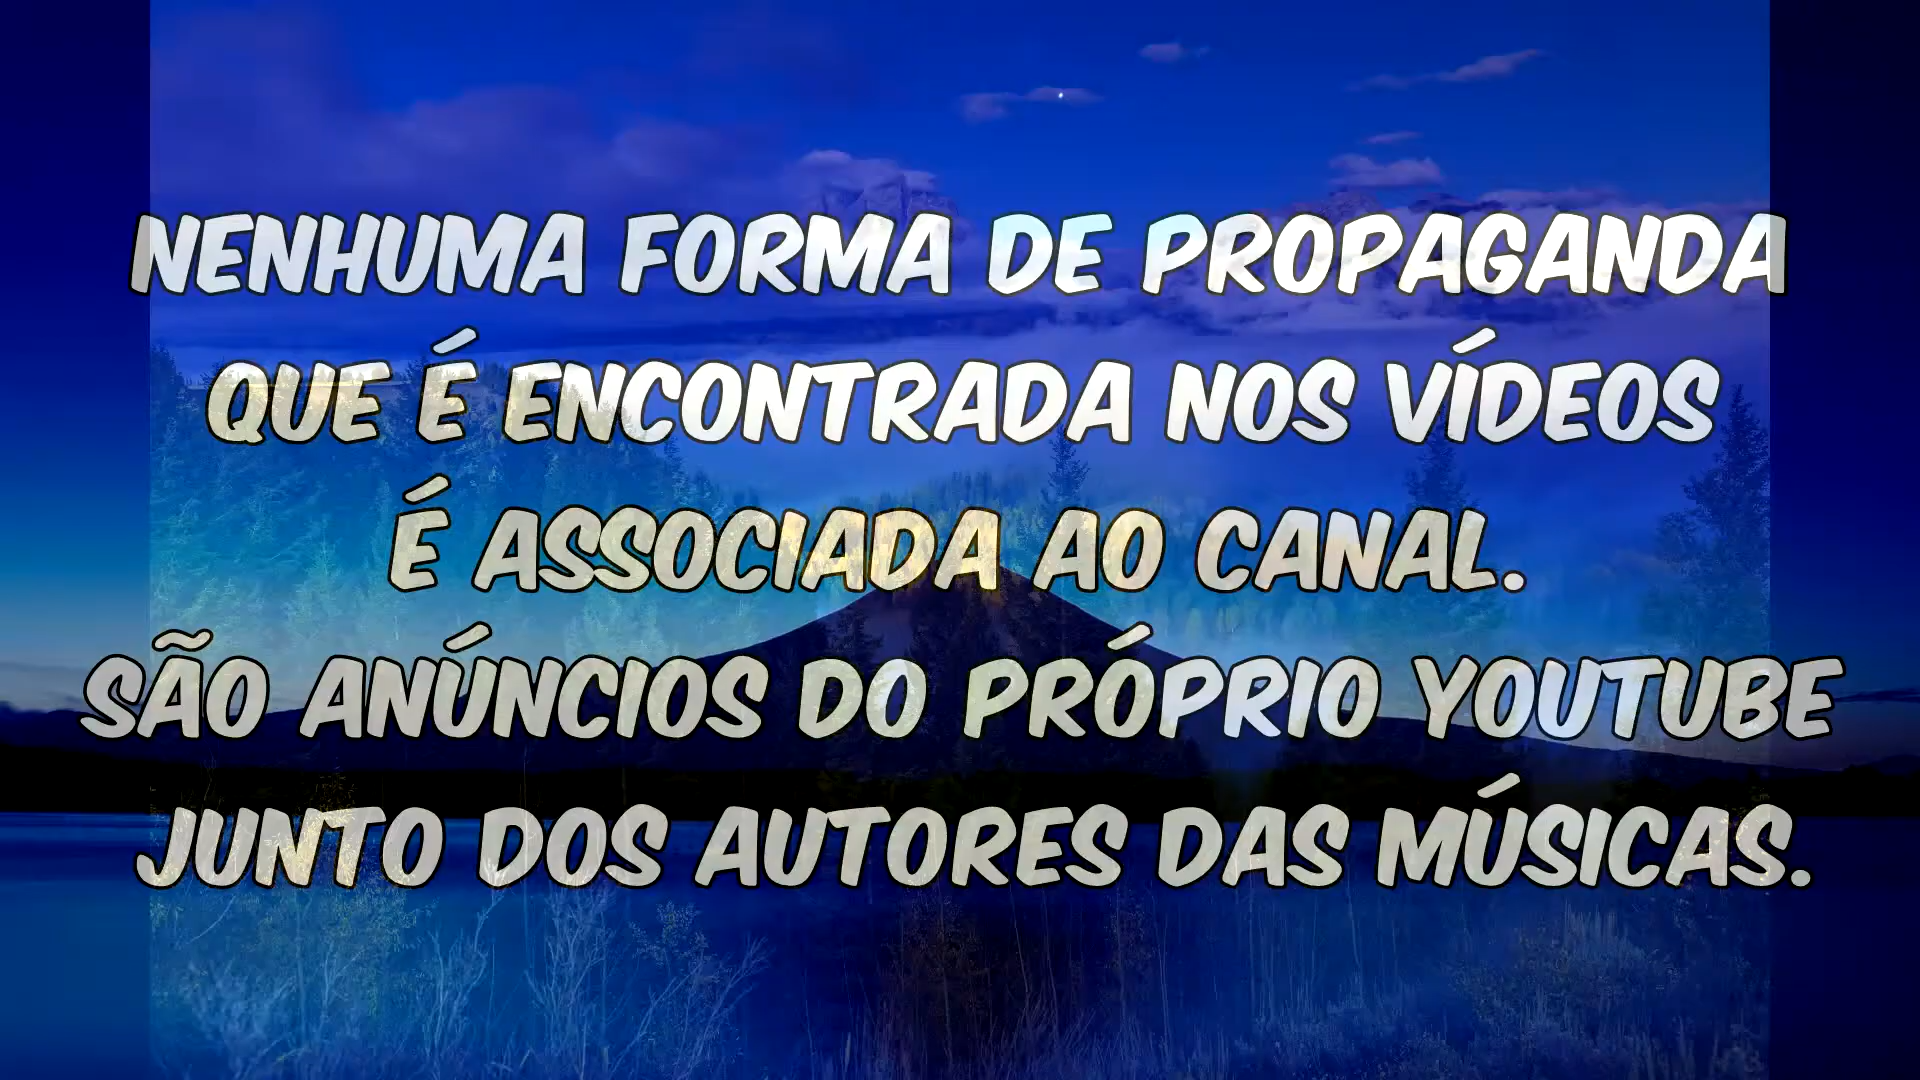 NENHUMA FORMA DE PROPAGANDA
QUE É ENCONTRADA NOS VÍDEOS
É ASSOCIADA AO CANAL.
SÃO ANÚNCIOS DO PRÓPRIO YOUTUBE
JUNTO DOS AUTORES DAS MÚSICAS.